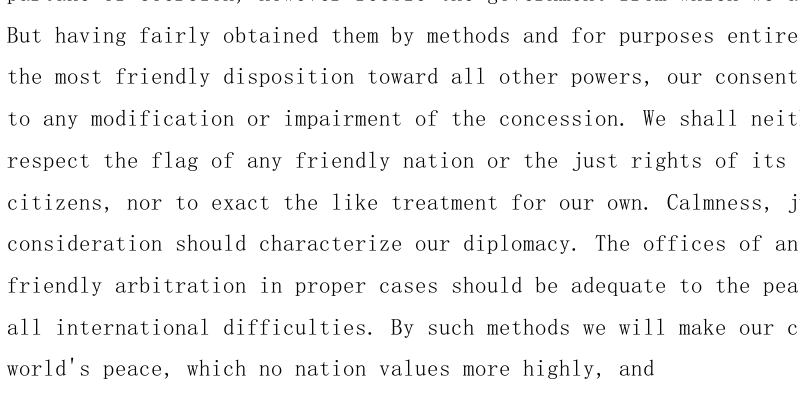 But having fairly obtained them by methods and for purposes entire
the most friendly disposition toward all other powers, our consent
to any modification or impairment of the concession. We shall
respect the flag of any friendly nation or the just rights of its
citizens, nor to exact the like treatment for our own. Calmness,
consideration should characterize our diplomacy. The offices of an
friendly arbitration in proper cases should be adequate to the pea
all international difficulties. By such methods we will make our c
world's peace, which no nation values more highly, and